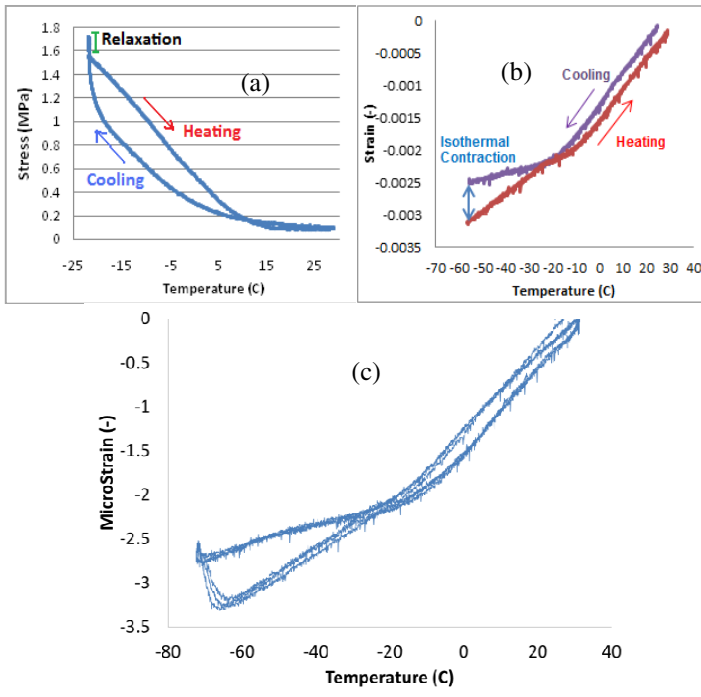 1.8
1.6
1.4
1.2
1
0.8
0.6
0.4
0.2
0
Stress (MPa)
Relaxation
(a)
Heating
Cooling
-25 -15 -5 5 15 25
Temperature (C)
0
-0.0005
-0.001
-0.0015
-0.002
-0.0025
-0.003
-0.0035
Strain (-)
(b)
Cooling
Heating
Isothermal
Contraction
-70 -60 -50 -40 -30 -20 -10 0 10 20 30 40
Temperature (C)
0
-0.5
-1
-1.5
-2
-2.5
-3
-3.5
MicroStrain (-)
(c)
-80 -60 -40 -20 0 20 40
Temperature (C)